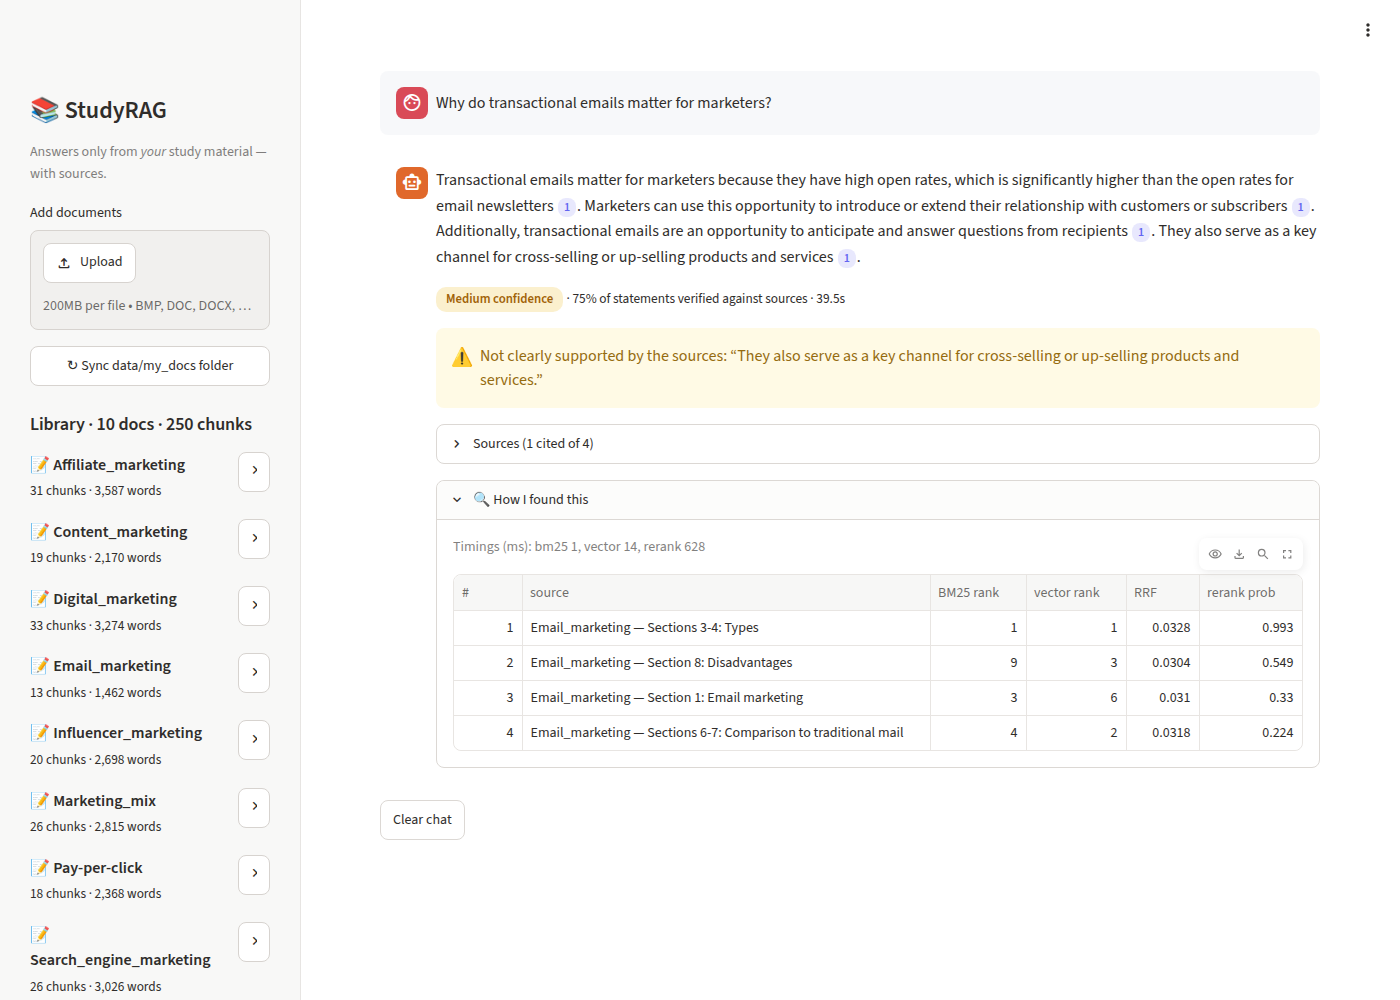 📚 StudyRAG
Answers only from your study material —
with sources.
Add documents
Upload
200MB per file • BMP, DOC, DOCX, …
↻ Sync data/my_docs folder
Library · 10 docs · 250 chunks
📝 Affiliate_marketing
31 chunks · 3,587 words
📝 Content_marketing
19 chunks · 2,170 words
📝 Digital_marketing
33 chunks · 3,274 words
📝 Email_marketing
13 chunks · 1,462 words
📝 Influencer_marketing
20 chunks · 2,698 words
📝 Marketing_mix
26 chunks · 2,815 words
📝 Pay-per-click
18 chunks · 2,368 words
📝
Search_engine_marketing
26 chunks · 3,026 words
Why do transactional emails matter for marketers?
Transactional emails matter for marketers because they have high open rates, which is significantly higher than the open rates for
email newsletters 1 . Marketers can use this opportunity to introduce or extend their relationship with customers or subscribers 1 .
Additionally, transactional emails are an opportunity to anticipate and answer questions from recipients 1 . They also serve as a key
channel for cross-selling or up-selling products and services 1 .
Medium confidence · 75% of statements verified against sources · 39.5s
⚠️ Not clearly supported by the sources: “They also serve as a key channel for cross-selling or up-selling products and
services.”
Sources (1 cited of 4)
🔍 How I found this
Timings (ms): bm25 1, vector 14, rerank 628
# source BM25 rank vector rank RRF rerank prob
1 Email_marketing — Sections 3-4: Types 1 1 0.0328 0.993
2 Email_marketing — Section 8: Disadvantages 9 3 0.0304 0.549
3 Email_marketing — Section 1: Email marketing 3 6 0.031 0.33
4 Email_marketing — Sections 6-7: Comparison to traditional mail 4 2 0.0318 0.224
Clear chat